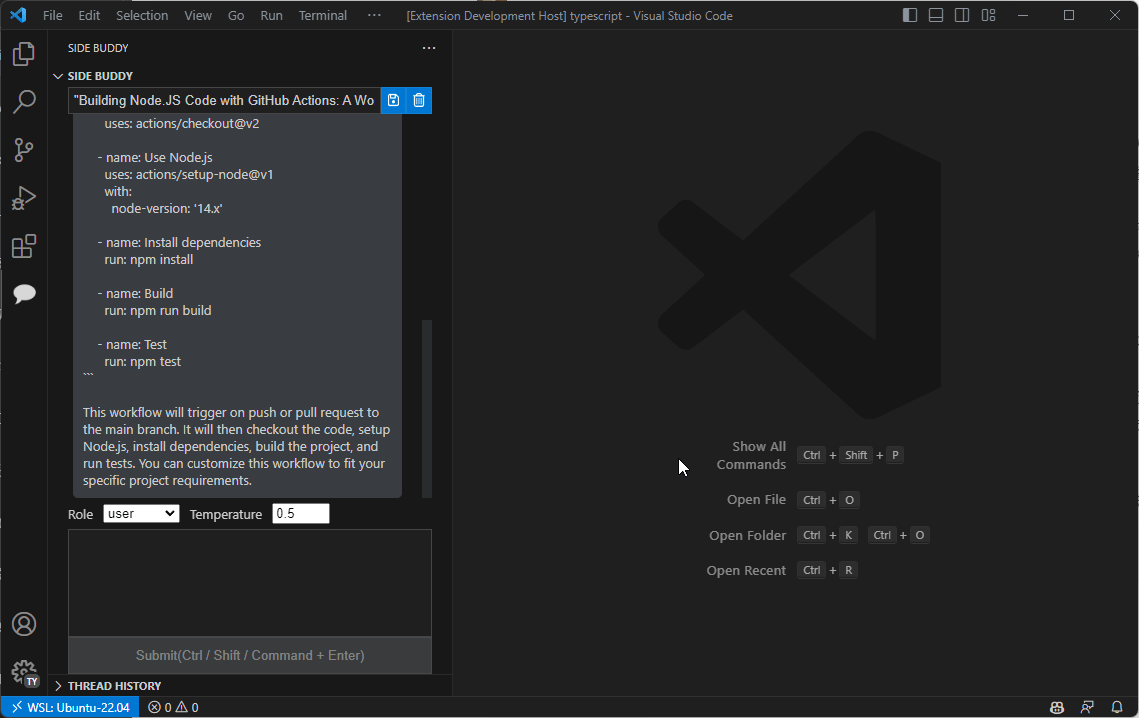 File Edit Selection View Go Run Terminal ··· [Extension Development Host] typescript - Visual Studio Code
SIDE BUDDY ···
SIDE BUDDY
"Building Node.JS Code with GitHub Actions: A Wo
uses: actions/checkout@v2
- name: Use Node.js
uses: actions/setup-node@v1
with:
node-version: '14.x'
- name: Install dependencies
run: npm install
- name: Build
run: npm run build
- name: Test
run: npm test
```
This workflow will trigger on push or pull request to
the main branch. It will then checkout the code, setup
Node.js, install dependencies, build the project, and
run tests. You can customize this workflow to fit your
specific project requirements.
Role user Temperature 0.5
Submit(Ctrl / Shift / Command + Enter)
THREAD HISTORY
Show All
Commands Ctrl + Shift + P
Open File Ctrl + O
Open Folder Ctrl + K Ctrl + O
Open Recent Ctrl + R
TY
WSL: Ubuntu-22.04 0 0